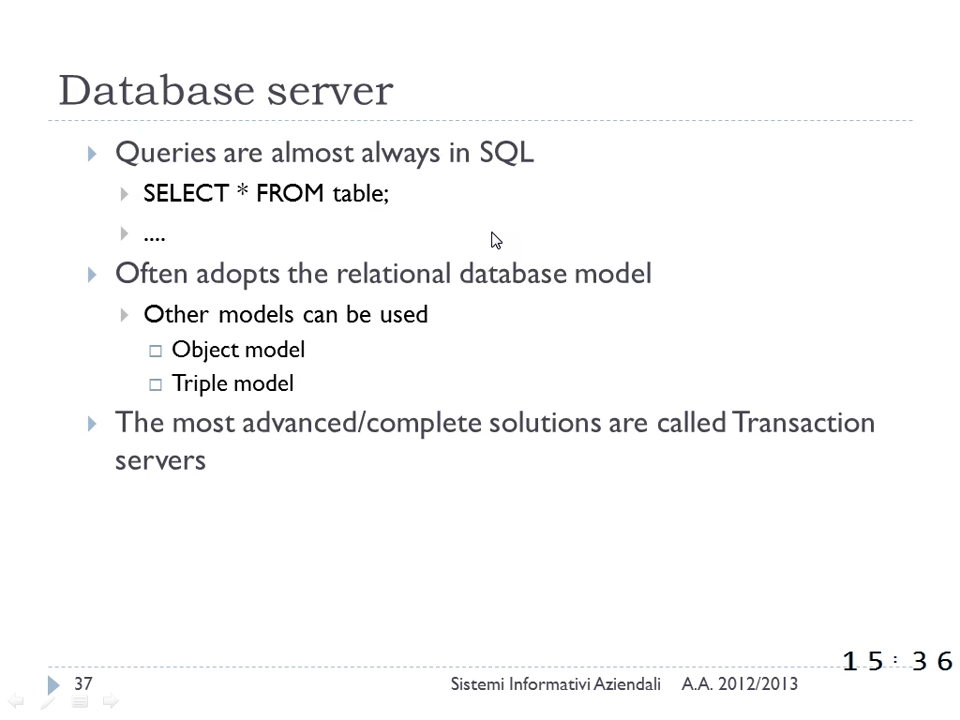 Database server
Queries are almost always in SQL
SELECT * FROM table;
....
Often adopts the relational database model
Other models can be used
Object model
Triple model
The most advanced/complete solutions are called Transaction
servers
15:36
37
Sistemi Informativi Aziendali A.A. 2012/2013